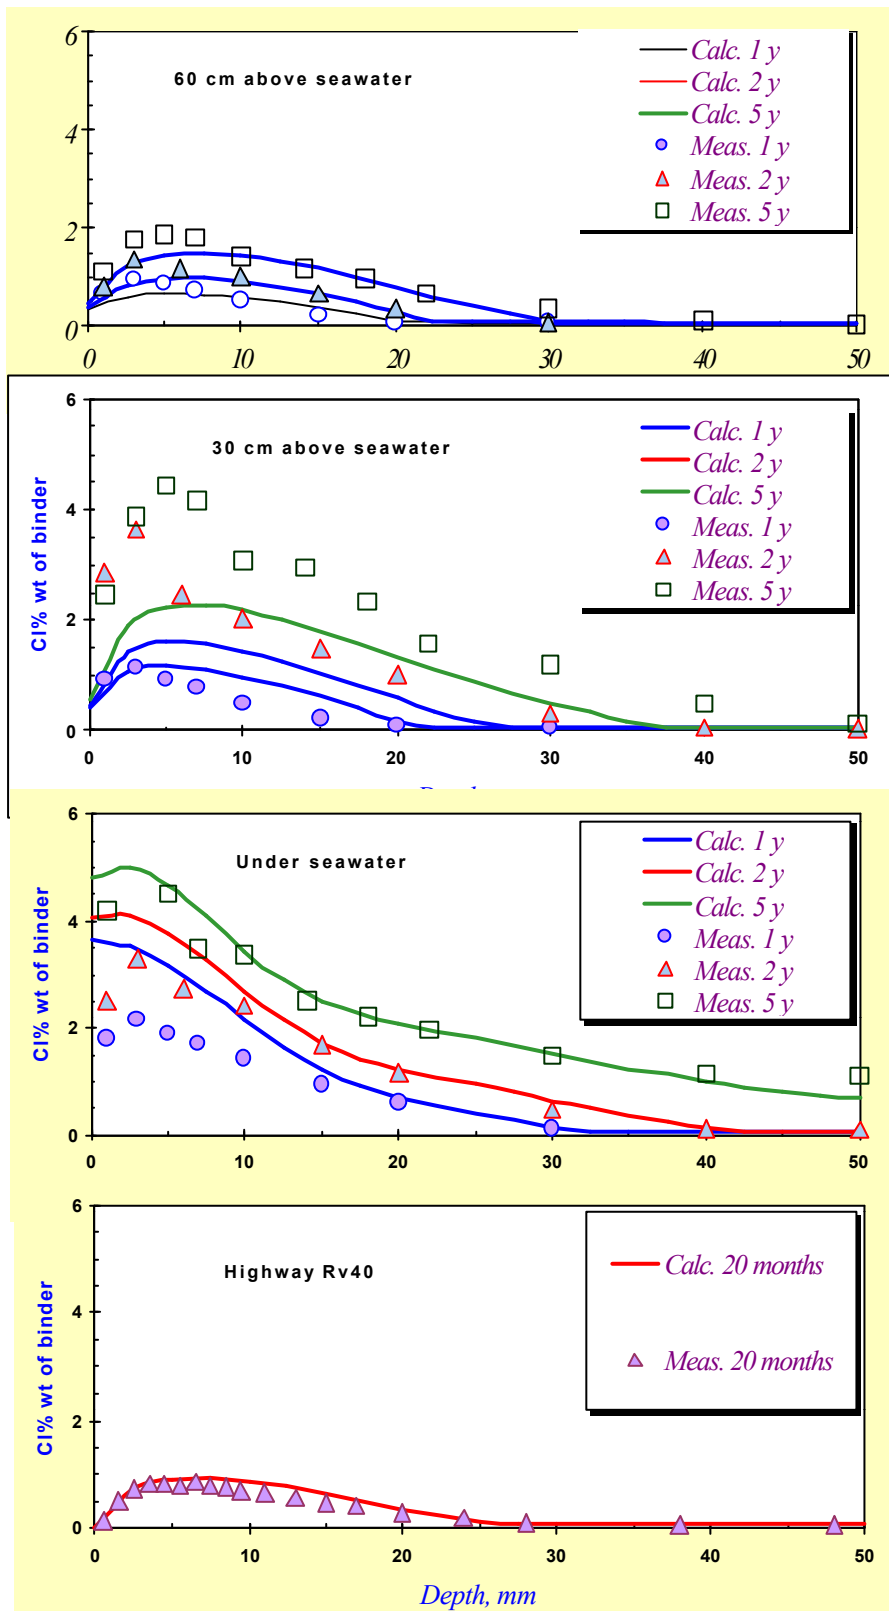 6
4
2
0
60 cm above seawater
Calc. 1 y
Calc. 2 y
Calc. 5 y
Meas. 1 y
Meas. 2 y
Meas. 5 y
0 10 20 30 40 50
Cl% wt of binder
6
4
2
0
30 cm above seawater
Calc. 1 y
Calc. 2 y
Calc. 5 y
Meas. 1 y
Meas. 2 y
Meas. 5 y
0 10 20 30 40 50
Cl% wt of binder
6
4
2
0
Under seawater
Calc. 1 y
Calc. 2 y
Calc. 5 y
Meas. 1 y
Meas. 2 y
Meas. 5 y
0 10 20 30 40 50
Cl% wt of binder
6
4
2
0
Highway Rv40
Calc. 20 months
Meas. 20 months
0 10 20 30 40 50
Depth, mm